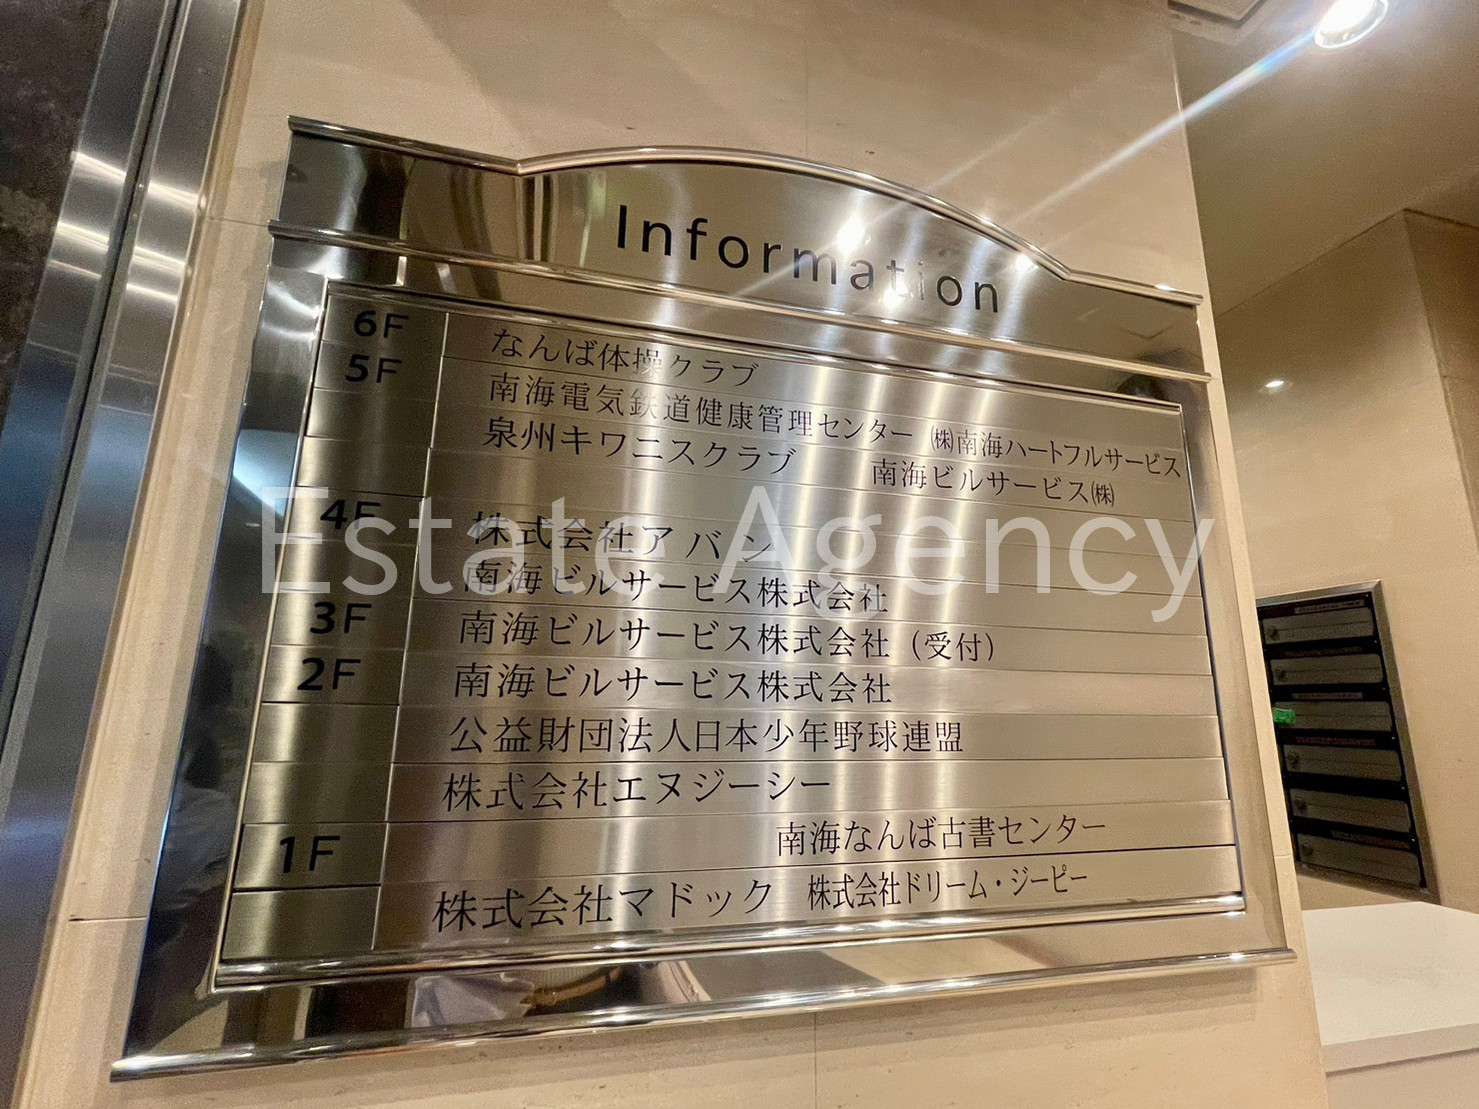 Information
6F なんば体操クラブ
5F 南海電気鉄道健康管理センター ㈱南海ハートフルサービス
泉州キワニスクラブ 南海ビルサービス㈱
4F 株式会社アバン
南海ビルサービス株式会社
3F 南海ビルサービス株式会社(受付)
2F 南海ビルサービス株式会社
公益財団法人日本少年野球連盟
株式会社エヌジーシー
1F 南海なんば古書センター
株式会社マドック 株式会社ドリーム・ジーピー
Estate Agency